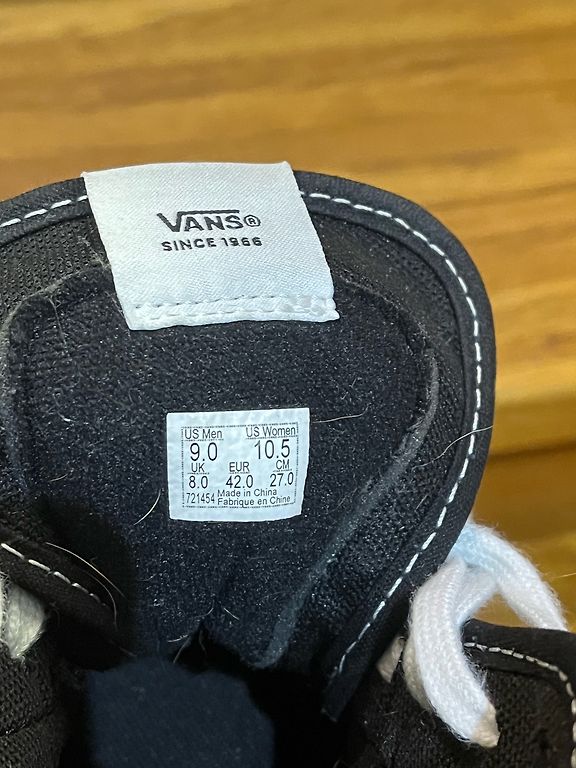 VANS®
SINCE 1966
US Men US Women
9.0 10.5
UK EUR CM
8.0 42.0 27.0
721454 Made in China
Fabrique en Chine